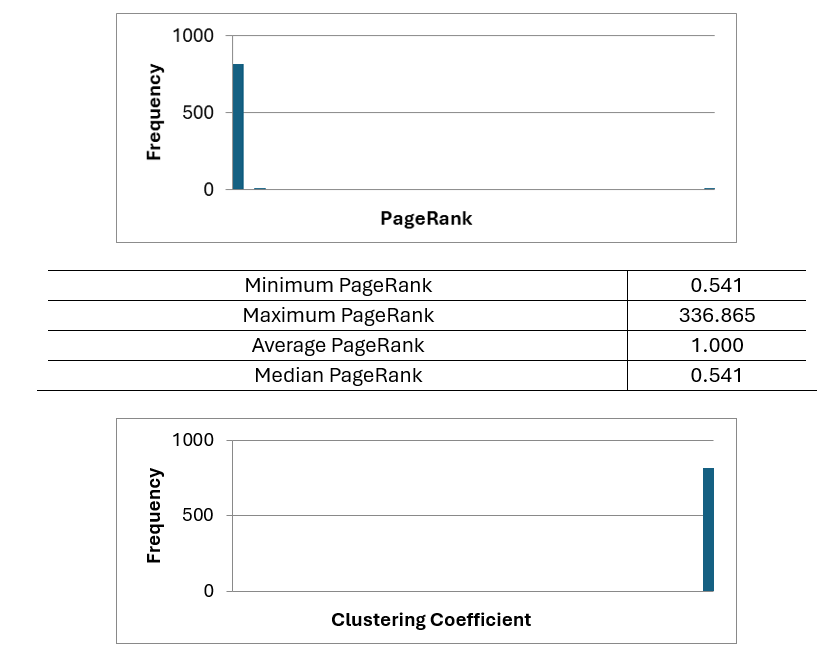 1000
500
0
Frequency
PageRank
Minimum PageRank 0.541
Maximum PageRank 336.865
Average PageRank 1.000
Median PageRank 0.541
1000
500
0
Frequency
Clustering Coefficient